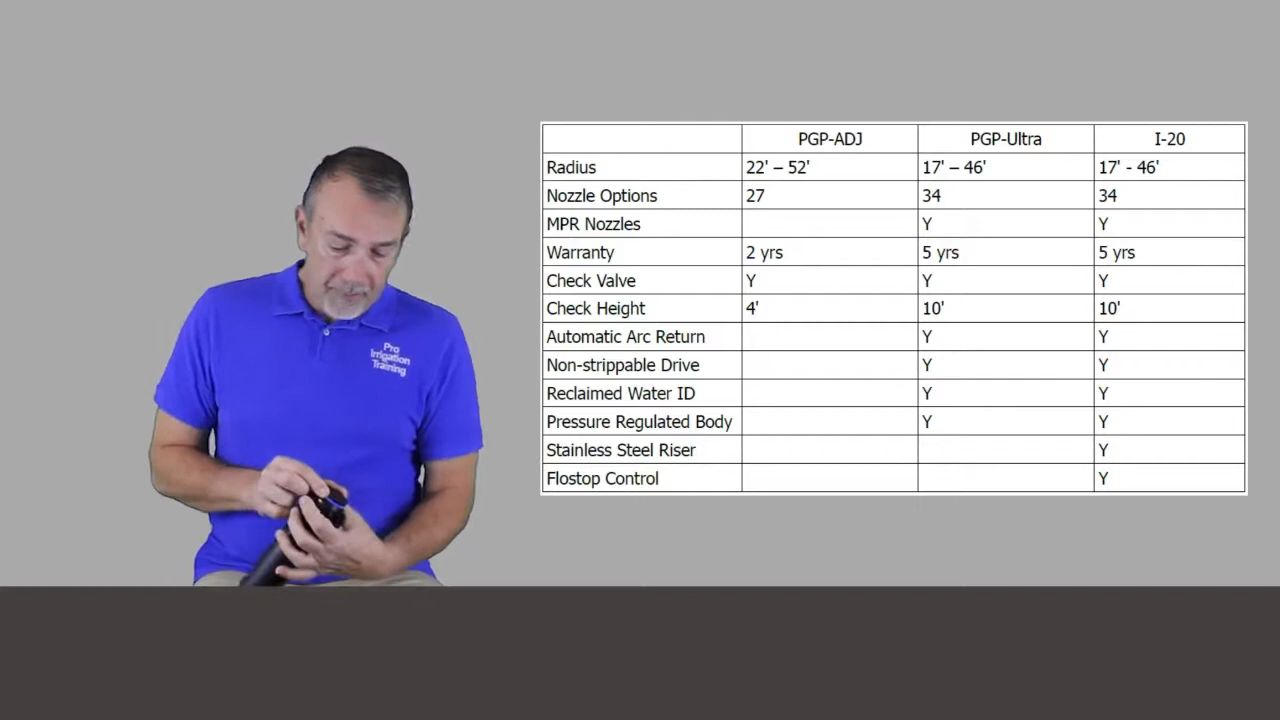 Pro
Irrigation
Training
PGP-ADJ PGP-Ultra I-20
Radius 22' – 52' 17' – 46' 17' - 46'
Nozzle Options 27 34 34
MPR Nozzles Y Y
Warranty 2 yrs 5 yrs 5 yrs
Check Valve Y Y Y
Check Height 4' 10' 10'
Automatic Arc Return Y Y
Non-strippable Drive Y Y
Reclaimed Water ID Y Y
Pressure Regulated Body Y Y
Stainless Steel Riser Y
Flostop Control Y